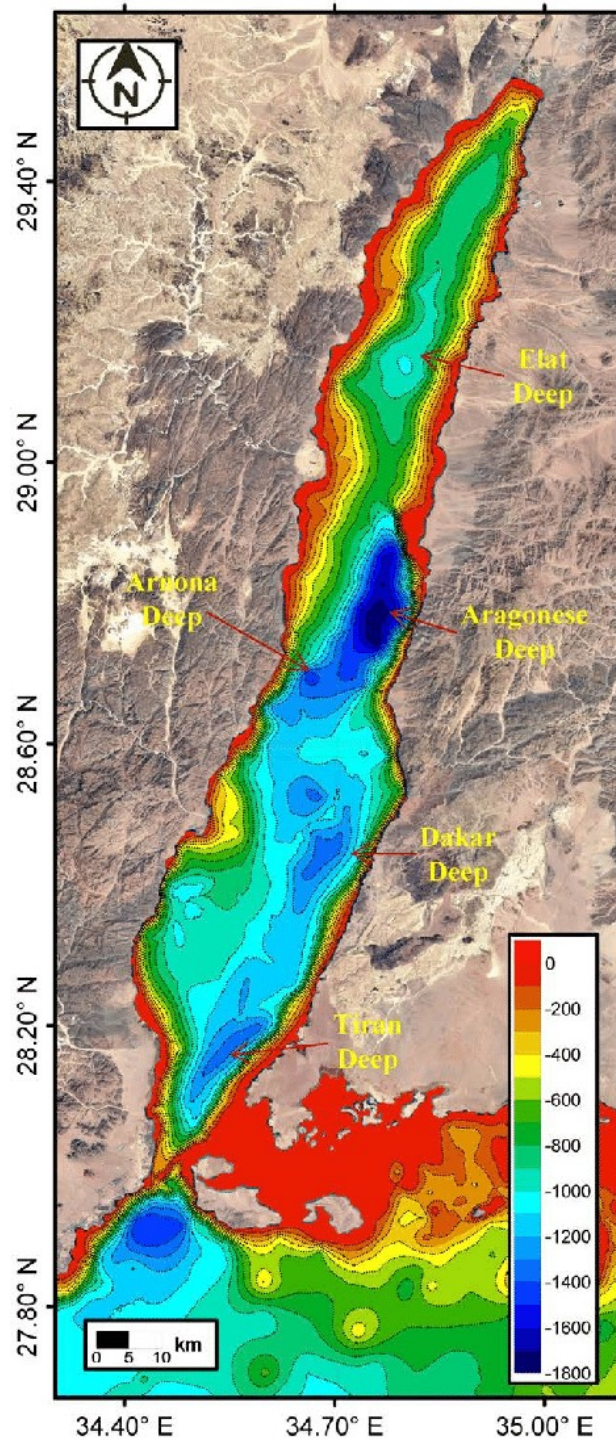 N
29.40° N
Elat
Deep
29.00° N
Aruona
Deep
Aragonese
Deep
28.60° N
Dakar
Deep
28.20° N
Tiran
Deep
0
-200
-400
-600
-800
-1000
-1200
-1400
-1600
-1800
27.80° N
km
0 5 10
34.40° E
34.70° E
35.00° E